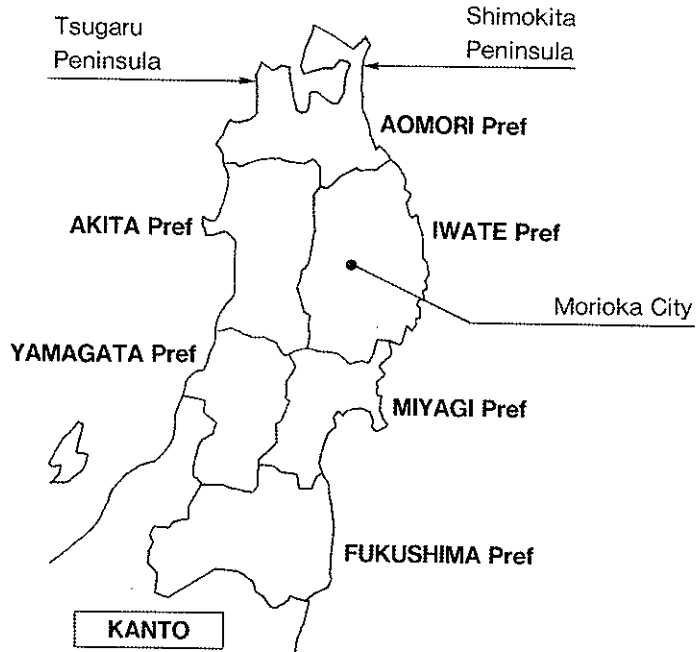 Tsugaru
Peninsula
Shimokita
Peninsula
AOMORI Pref
AKITA Pref
IWATE Pref
Morioka City
YAMAGATA Pref
MIYAGI Pref
FUKUSHIMA Pref
KANTO